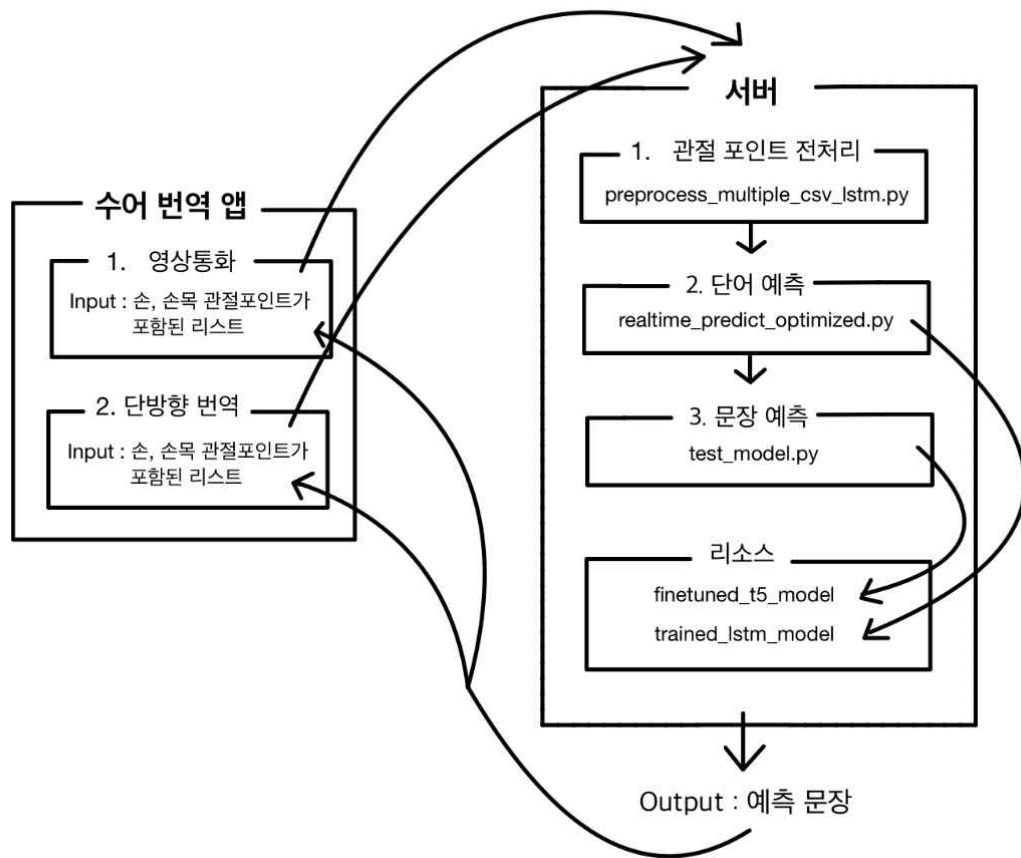 수어 번역 앱
1. 영상통화
Input : 손, 손목 관절포인트가
포함된 리스트
2. 단방향 번역
Input : 손, 손목 관절포인트가
포함된 리스트
서버
1. 관절 포인트 전처리
preprocess_multiple_csv_lstm.py
2. 단어 예측
realtime_predict_optimized.py
3. 문장 예측
test_model.py
리소스
finetuned_t5_model
trained_lstm_model
Output : 예측 문장